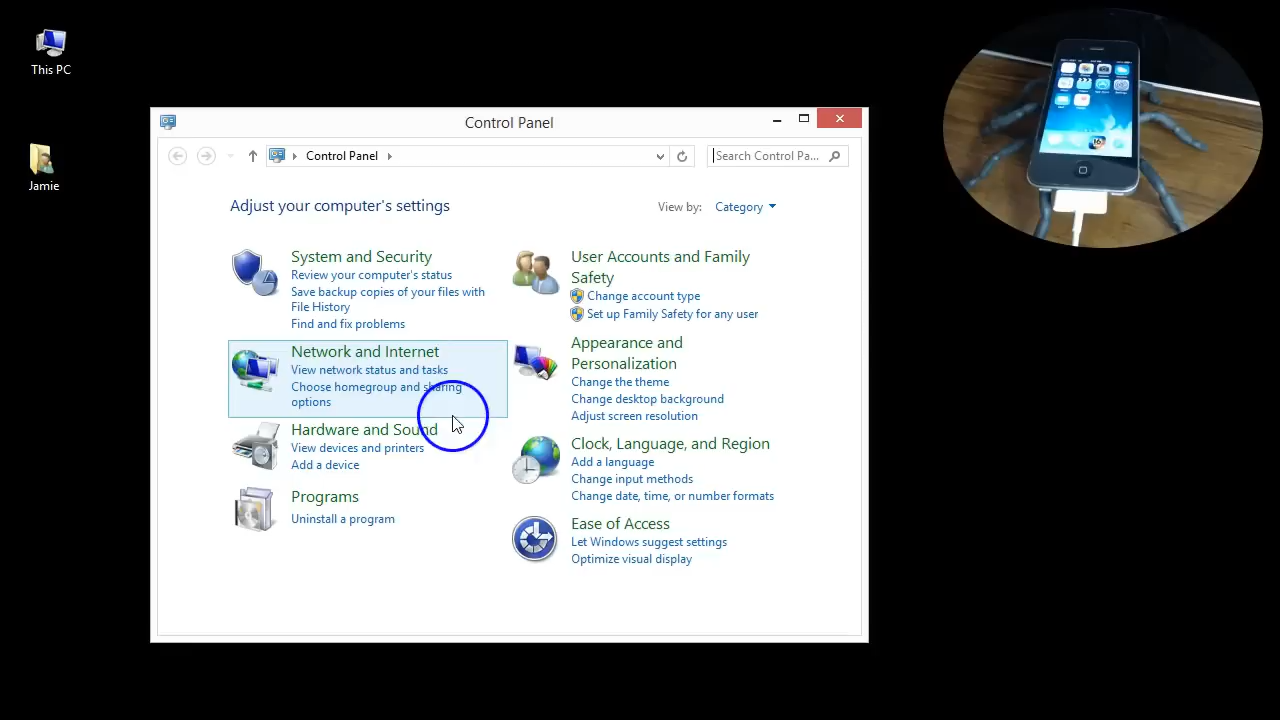 This PC
Jamie
Control Panel
Control Panel
Search Control Pa...
Adjust your computer's settings
View by:
Category
System and Security
Review your computer's status
Save backup copies of your files with
File History
Find and fix problems
Network and Internet
View network status and tasks
Choose homegroup and sharing
options
Hardware and Sound
View devices and printers
Add a device
Programs
Uninstall a program
User Accounts and Family
Safety
Change account type
Set up Family Safety for any user
Appearance and
Personalization
Change the theme
Change desktop background
Adjust screen resolution
Clock, Language, and Region
Add a language
Change input methods
Change date, time, or number formats
Ease of Access
Let Windows suggest settings
Optimize visual display